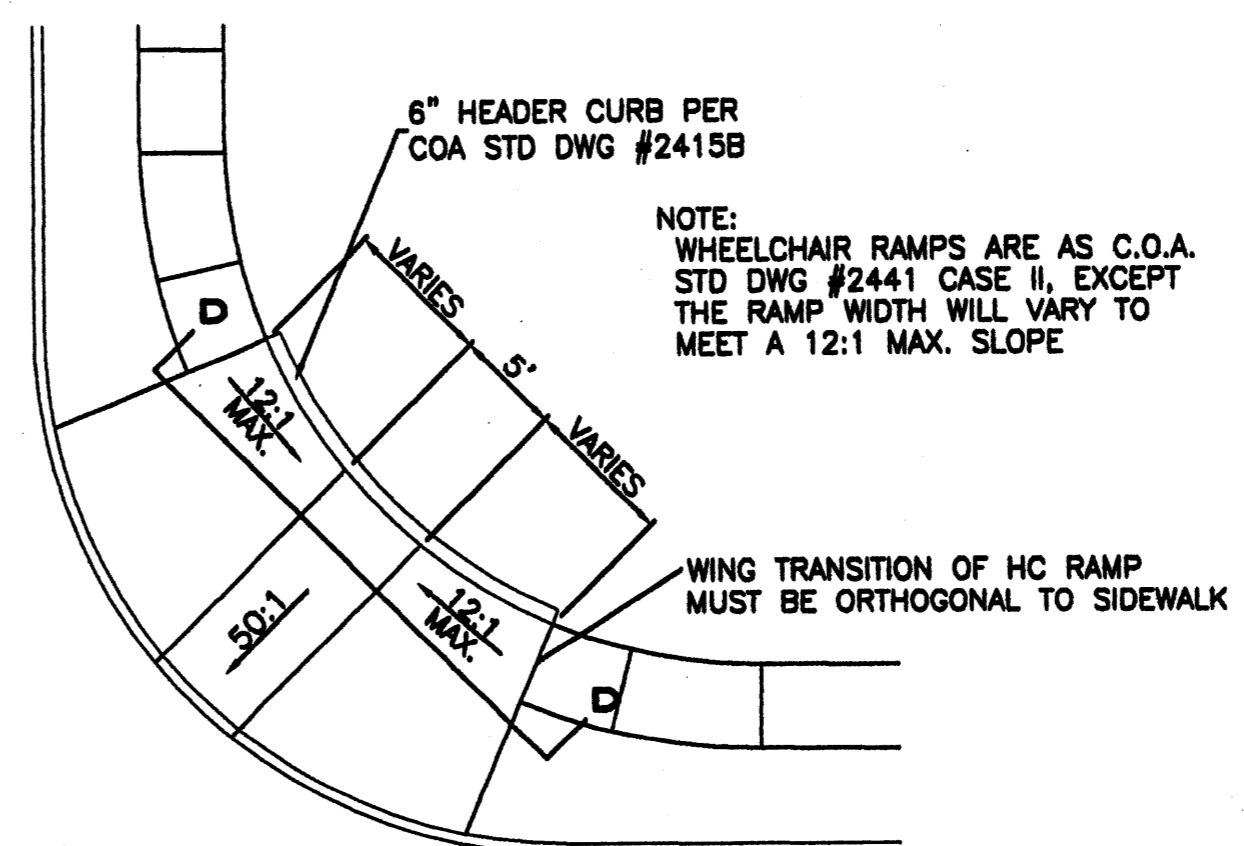 6" HEADER CURB PER
COA STD DWG #2415B
NOTE:
WHEELCHAIR RAMPS ARE AS C.O.A.
STD DWG #2441 CASE II, EXCEPT
THE RAMP WIDTH WILL VARY TO
MEET A 12:1 MAX. SLOPE
VARIES
5'
VARIES
D
12:1
MAX.
12:1
MAX.
50:1
D
WING TRANSITION OF HC RAMP
MUST BE ORTHOGONAL TO SIDEWALK